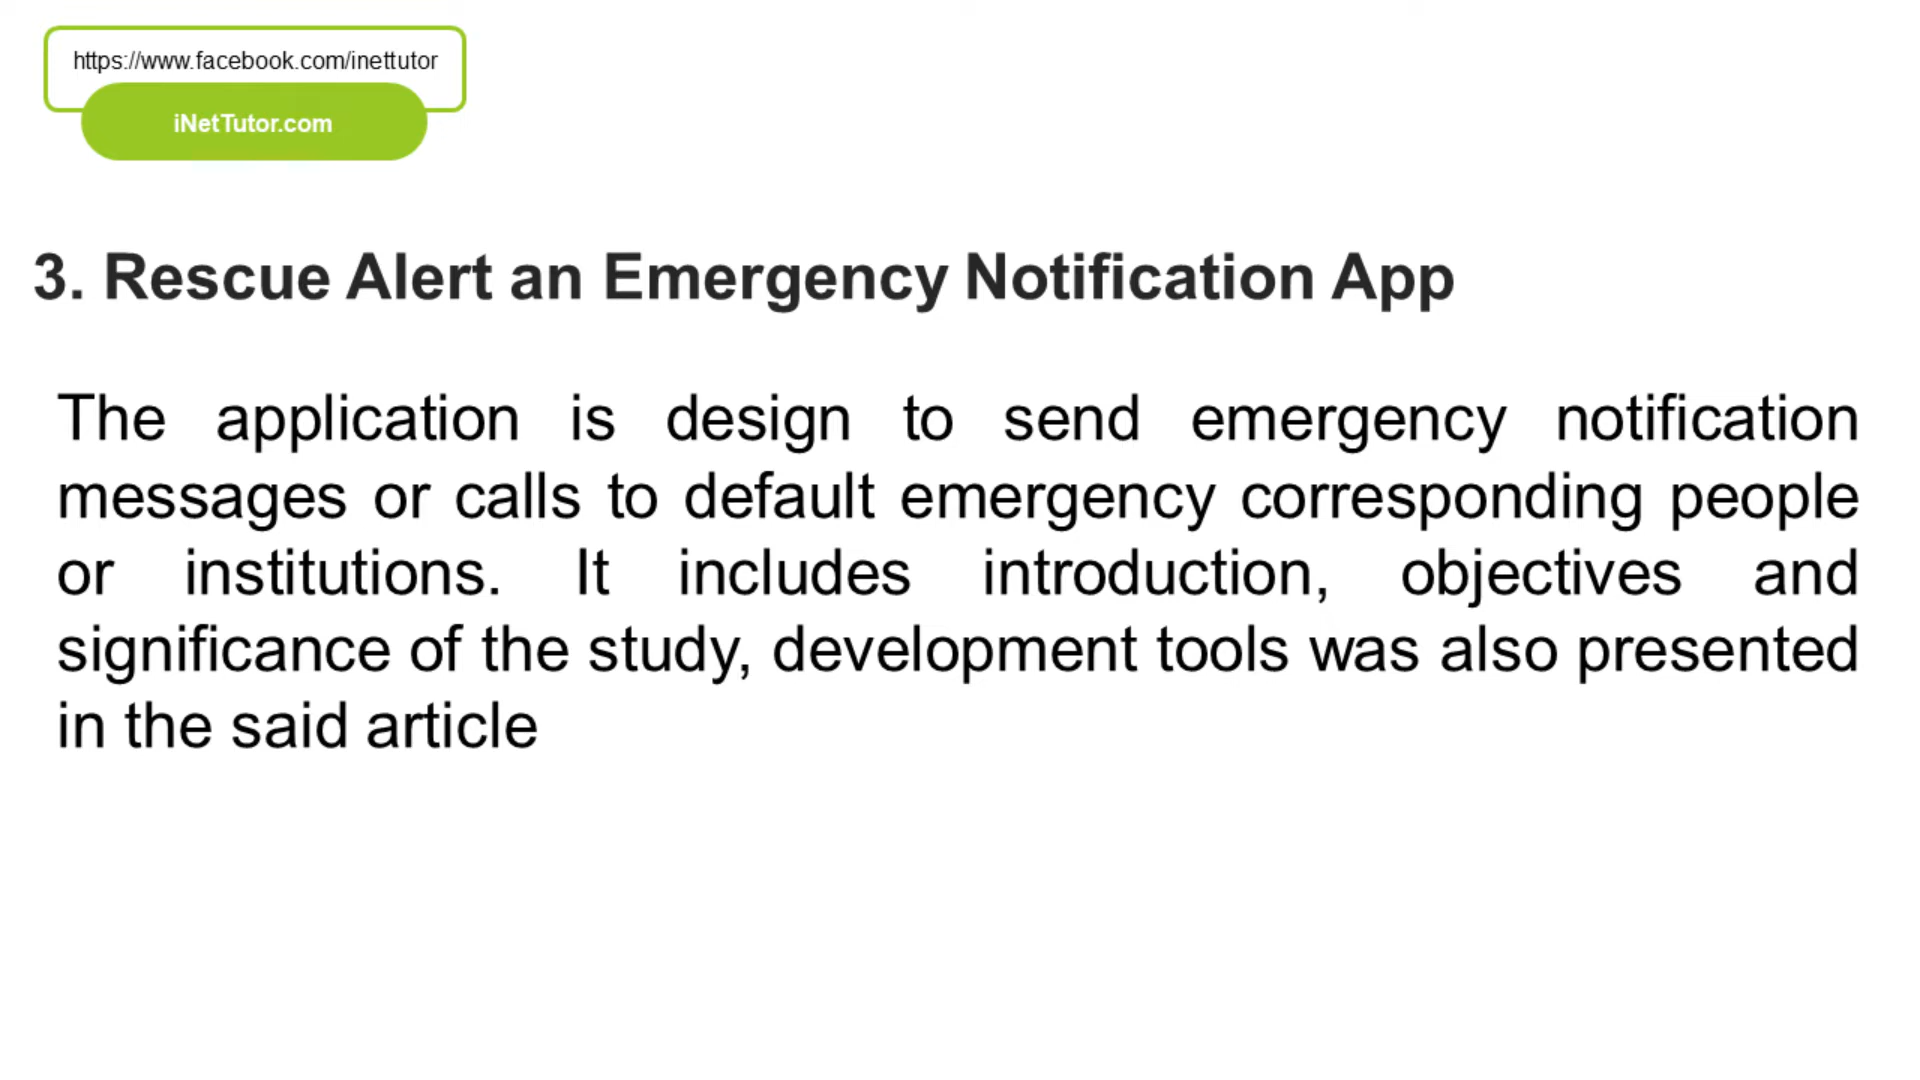 https://www.facebook.com/inettutor
iNetTutor.com
3. Rescue Alert an Emergency Notification App
The application is design to send emergency notification
messages or calls to default emergency corresponding people
or institutions. It includes introduction, objectives and
significance of the study, development tools was also presented
in the said article